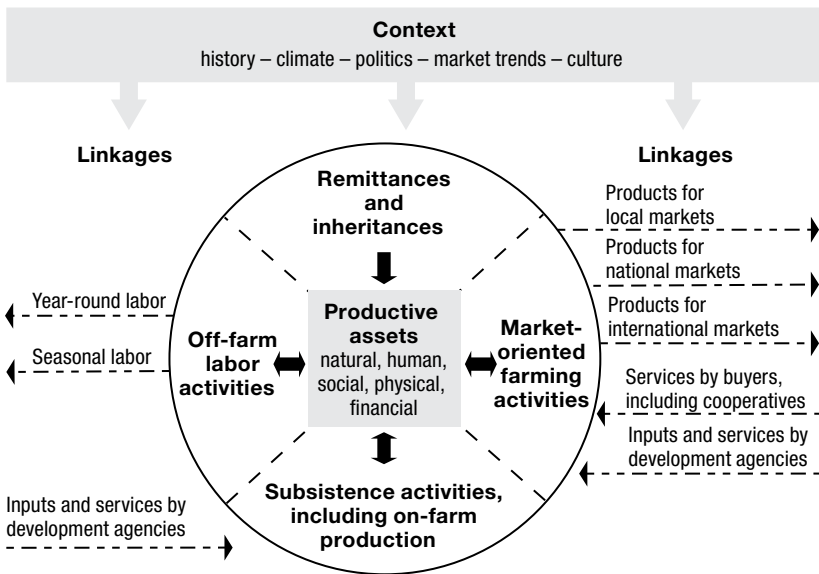 Context
history – climate – politics – market trends – culture
Linkages
Linkages
Remittances
and
inheritances
Products for
local markets
Products for
national markets
Products for
international markets
Year-round labor
Seasonal labor
Off-farm
labor
activities
Productive
assets
natural, human,
social, physical,
financial
Market-
oriented
farming
activities
Services by buyers,
including cooperatives
Inputs and services by
development agencies
Subsistence activities,
including on-farm
production
Inputs and services by
development agencies